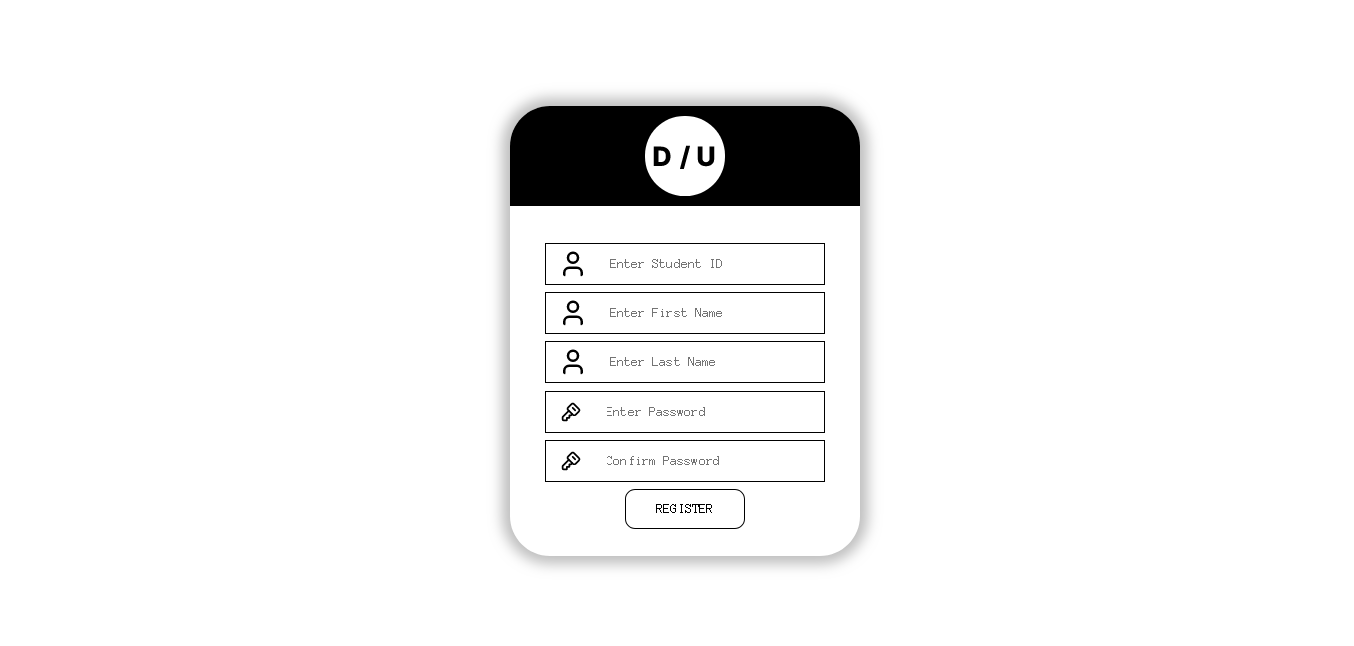 D / U
Enter Student ID
Enter First Name
Enter Last Name
Enter Password
Confirm Password
REGISTER